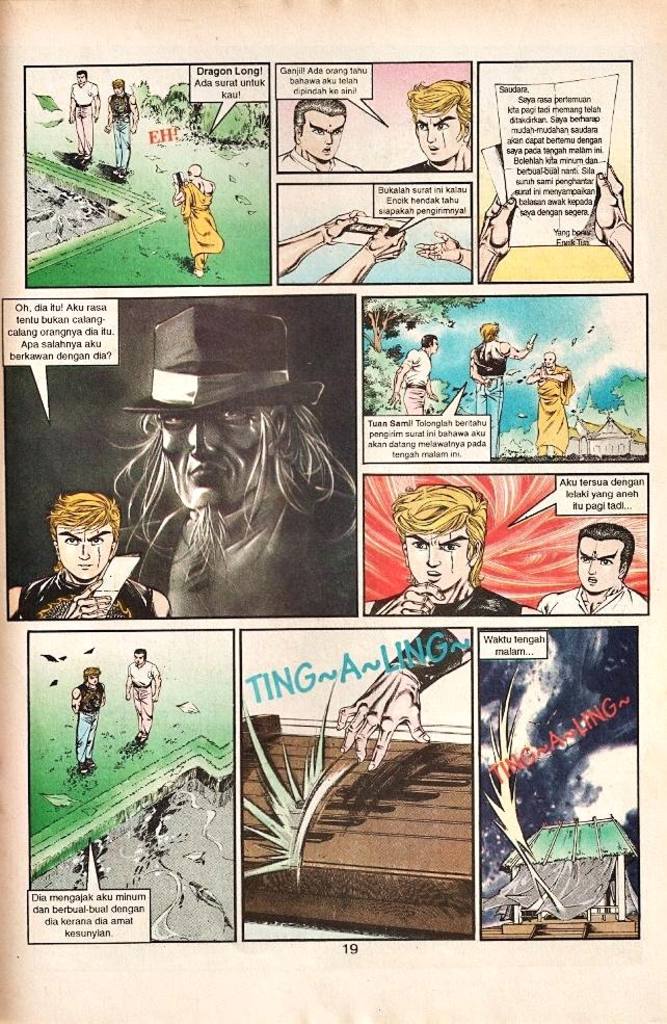 Dragon Long!
Ada surat untuk
kau!
EH!
Ganjil! Ada orang tahu
bahawa aku telah
dipindah ke sini!
Bukalah surat ini kalau
Encik hendak tahu
siapakah pengirimnya!
Saudara,
Saya rasa pertemuan
kita pagi tadi memang telah
ditakdirkan. Saya berharap
mudah-mudahan saudara
akan dapat bertemu dengan
saya pada tengah malam ini.
Bolehlah kita minum dan
berbual-bual nanti. Sila
suruh sami penghantar
surat ini menyampaikan
balasan awak kepada
saya dengan segera.
Yang
Encik
Oh, dia itu! Aku rasa
tentu bukan calang-
calang orangnya dia itu.
Apa salahnya aku
berkawan dengan dia?
Tuan Sami! Tolonglah beritahu
pengirim surat ini bahawa aku
akan datang melawatnya pada
tengah malam ini.
Aku tersua dengan
lelaki yang aneh
itu pagi tadi...
Dia mengajak aku minum
dan berbual-bual dengan
dia kerana dia amat
kesunyian.
TING~A~LING~
Waktu tengah
malam...
TING~A~LING~
19